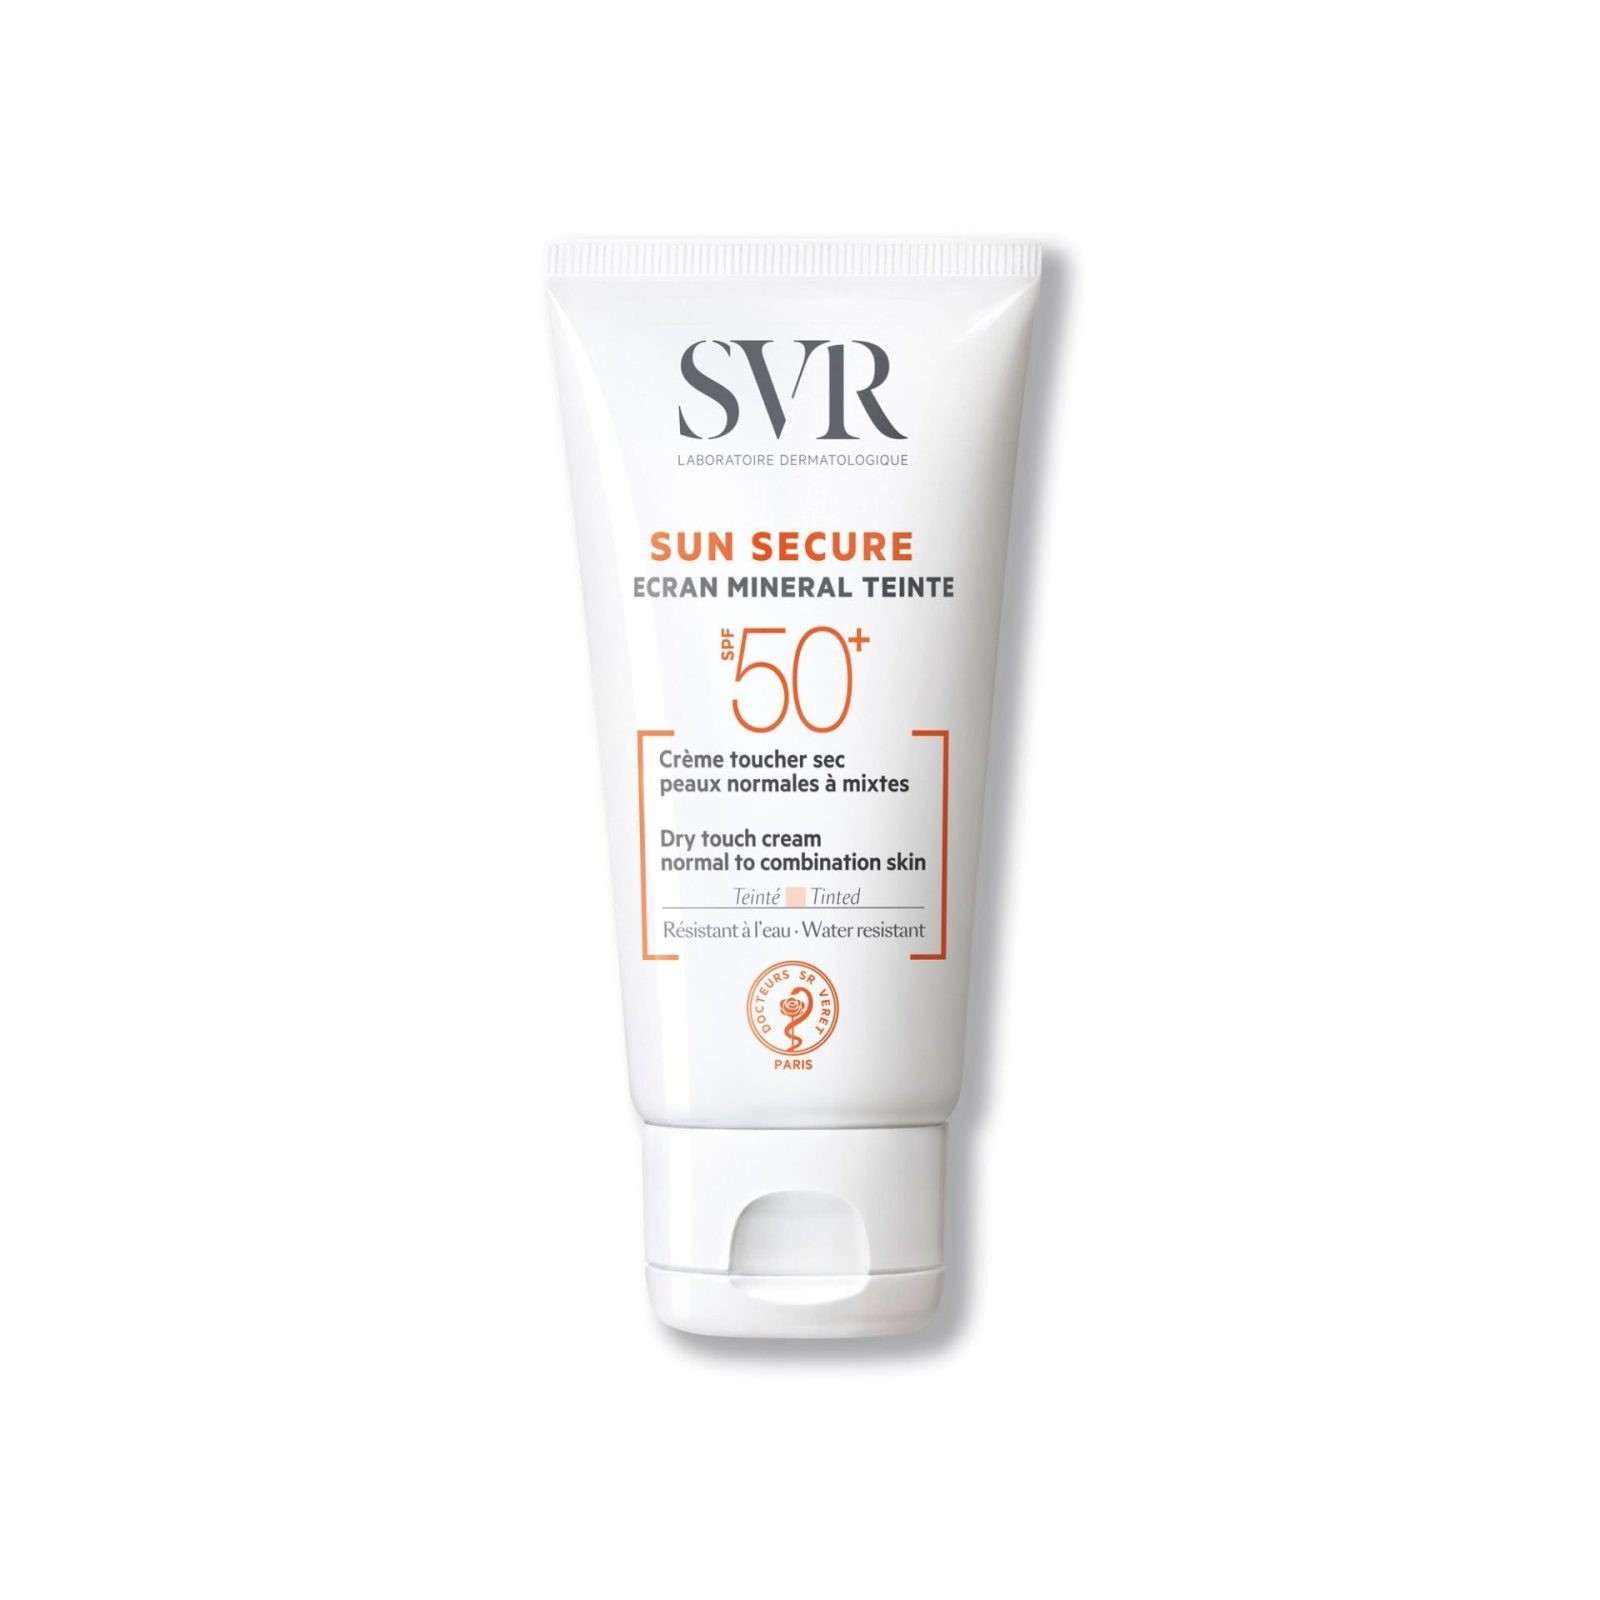 SVR
LABORATOIRE DERMATOLOGIQUE
SUN SECURE
ECRAN MINERAL TEINTE
SPF 50+
Crème toucher sec
peaux normales à mixtes
Dry touch cream
normal to combination skin
Teinté Tinted
Résistant à l'eau · Water resistant
DOCTEURS SR VERET
PARIS